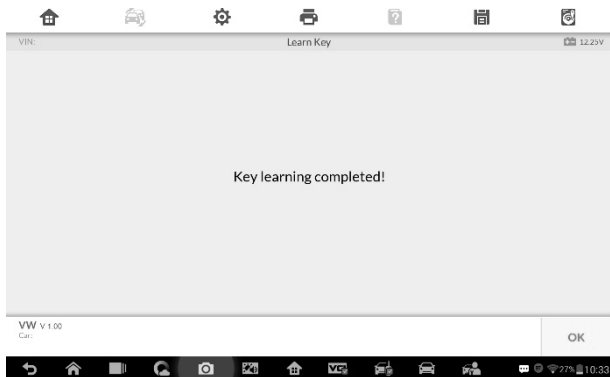 VIN:
Learn Key
12.25V
Key learning completed!
VW V 1.00
Car:
OK
27% 10:33